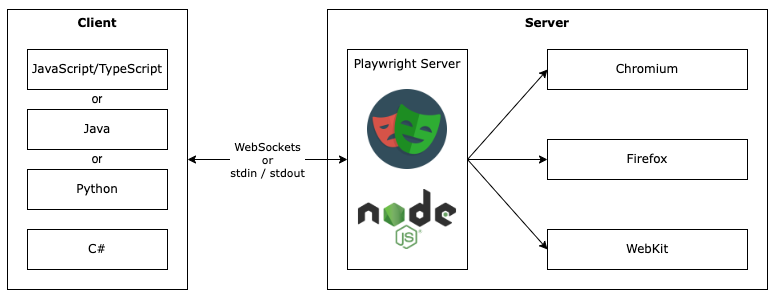 Client
JavaScript/TypeScript
or
Java
or
Python
C#
WebSockets
or
stdin / stdout
Server
Playwright Server
node
JS
Chromium
Firefox
WebKit